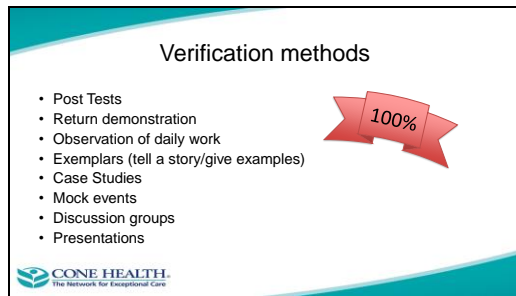 Verification methods
• Post Tests
• Return demonstration
• Observation of daily work
• Exemplars (tell a story/give examples)
• Case Studies
• Mock events
• Discussion groups
• Presentations
100%
CONE HEALTH®
The Network for Exceptional Care